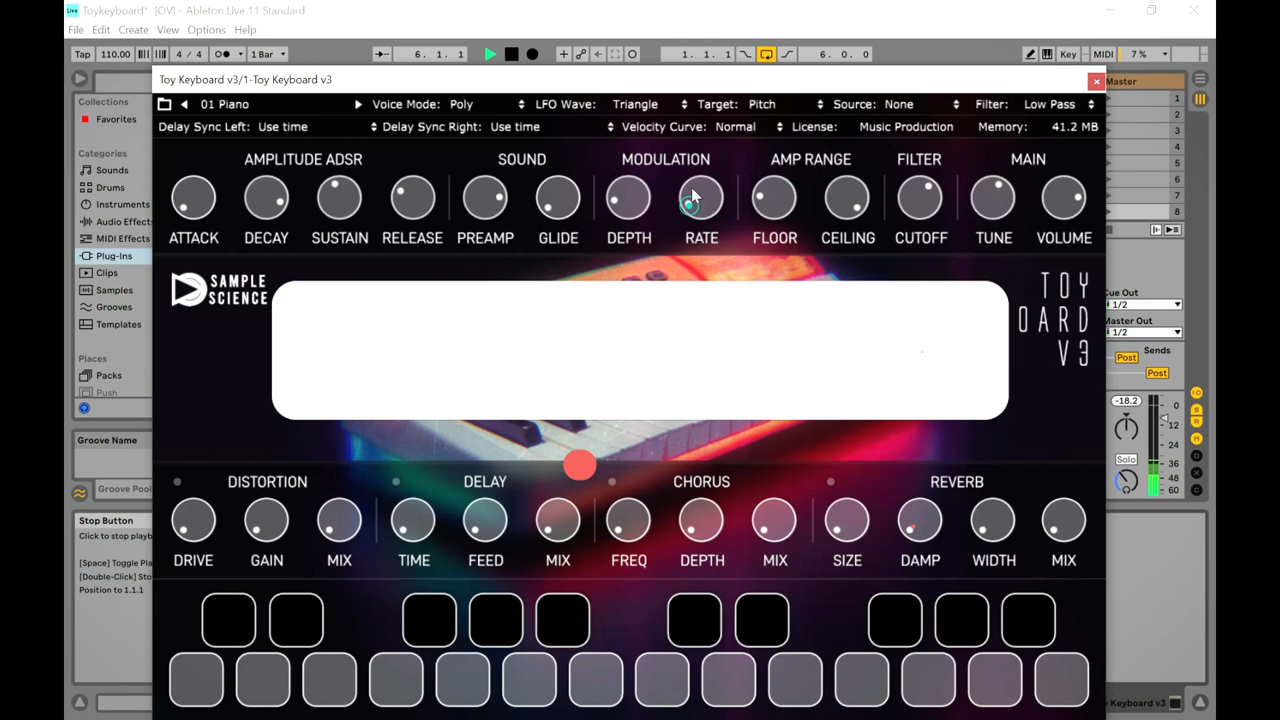 Live Toykeyboard* [OV] - Ableton Live 11 Standard
File Edit Create View Options Help
Tap 110.00 4 / 4 1 Bar 6. 1. 1 1. 1. 1 6. 0. 0 Key MIDI 7 %
Toy Keyboard v3/1-Toy Keyboard v3
01 Piano Voice Mode: Poly LFO Wave: Triangle Target: Pitch Source: None Filter: Low Pass
Delay Sync Left: Use time Delay Sync Right: Use time Velocity Curve: Normal License: Music Production Memory: 41.2 MB
AMPLITUDE ADSR SOUND MODULATION AMP RANGE FILTER MAIN
ATTACK DECAY SUSTAIN RELEASE PREAMP GLIDE DEPTH RATE FLOOR CEILING CUTOFF TUNE VOLUME
SAMPLE
SCIENCE
TOY
OARD
V3
DISTORTION DELAY CHORUS REVERB
DRIVE GAIN MIX TIME FEED MIX FREQ DEPTH MIX SIZE DAMP WIDTH MIX
Collections
Favorites
Categories
Sounds
Drums
Instruments
Audio Effects
MIDI Effects
Plug-Ins
Clips
Samples
Grooves
Templates
Places
Packs
Push
Groove Name
Groove Pool
Stop Button
Click to stop playb
[Space] Toggle Pla
[Double-Click] Sto
Position to 1.1.1
Master
1
2
3
4
5
6
7
8
Cue Out
1/2
Master Out
1/2
Sends
Post
Post
-18.2
0
12
24
36
48
60
Solo
S
R
M
D
X
C
y Keyboard v3